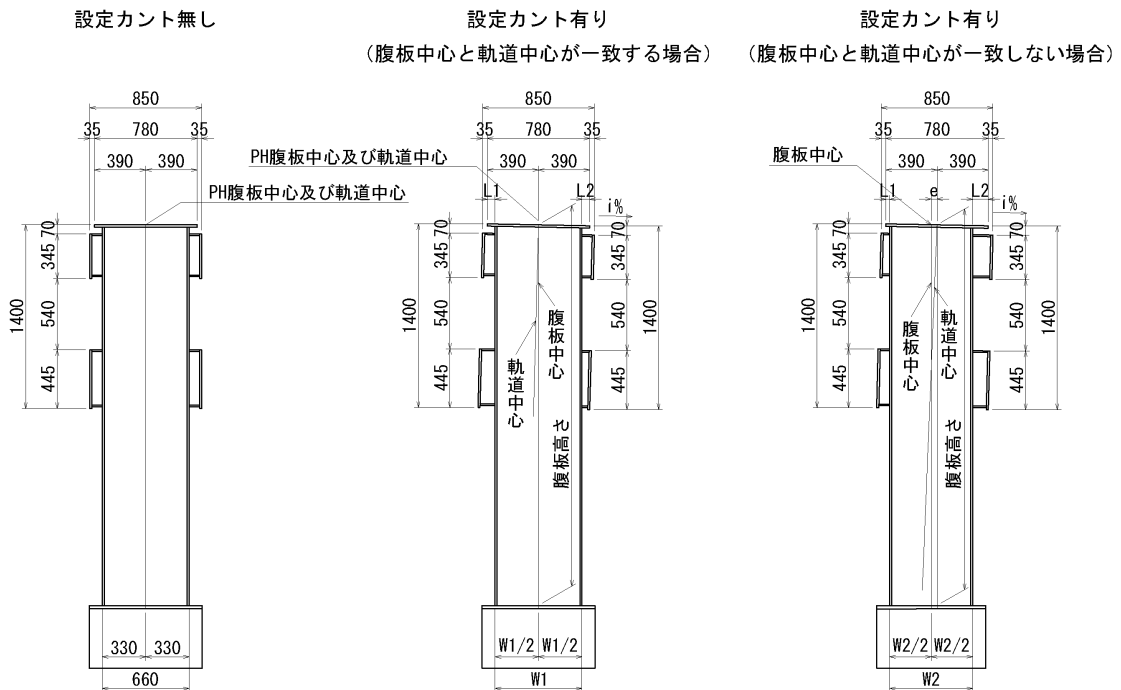 設定カント無し
設定カント有り
(腹板中心と軌道中心が一致する場合)
設定カント有り
(腹板中心と軌道中心が一致しない場合)
850
35 780 35
390 390
PH腹板中心及び軌道中心
70
345
540
445
1400
330 330
660
850
35 780 35
390 390
PH腹板中心及び軌道中心
L1 L2
i%
70
345
540
445
1400
70
345
540
445
1400
腹板中心
軌道中心
腹板高さ
W1/2 W1/2
W1
850
35 780 35
390 390
腹板中心
L1 e L2
i%
70
345
540
445
1400
70
345
540
445
1400
腹板中心
軌道中心
腹板高さ
W2/2 W2/2
W2